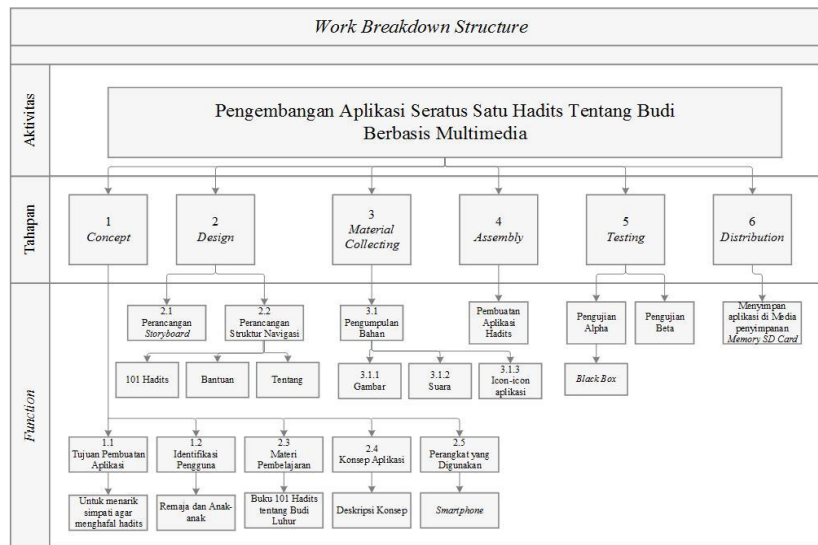 Work Breakdown Structure
Aktivitas
Pengembangan Aplikasi Seratus Satu Hadits Tentang Budi
Berbasis Multimedia
Tahapan
1
Concept
2
Design
3
Material
Collecting
4
Assembly
5
Testing
6
Distribution
Function
2.1
Perancangan
Storyboard
2.2
Perancangan
Struktur Navigasi
3.1
Pengumpulan
Bahan
Pembuatan
Aplikasi
Hadits
Pengujian
Alpha
Pengujian
Beta
Menyimpan
aplikasi di Media
penyimpanan
Memory SD Card
101 Hadits
Bantuan
Tentang
3.1.1
Gambar
3.1.2
Suara
3.1.3
Icon-icon
aplikasi
Black Box
1.1
Tujuan Pembuatan
Aplikasi
1.2
Identifikasi
Pengguna
2.3
Materi
Pembelajaran
2.4
Konsep Aplikasi
2.5
Perangkat yang
Digunakan
Untuk menarik
simpati agar
menghafal hadits
Remaja dan Anak-
anak
Buku 101 Hadits
tentang Budi
Luhur
Deskripsi Konsep
Smartphone